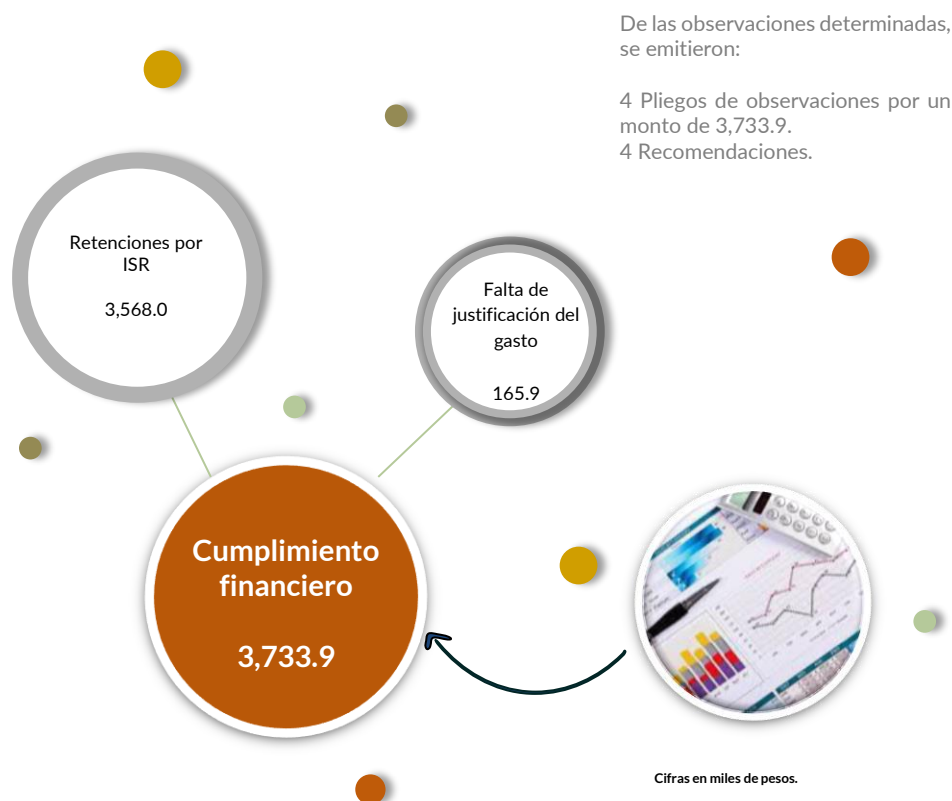 De las observaciones determinadas,
se emitieron:
4 Pliegos de observaciones por un
monto de 3,733.9.
4 Recomendaciones.
Retenciones por
ISR
3,568.0
Falta de
justificación del
gasto
165.9
Cumplimiento
financiero
3,733.9
Cifras en miles de pesos.